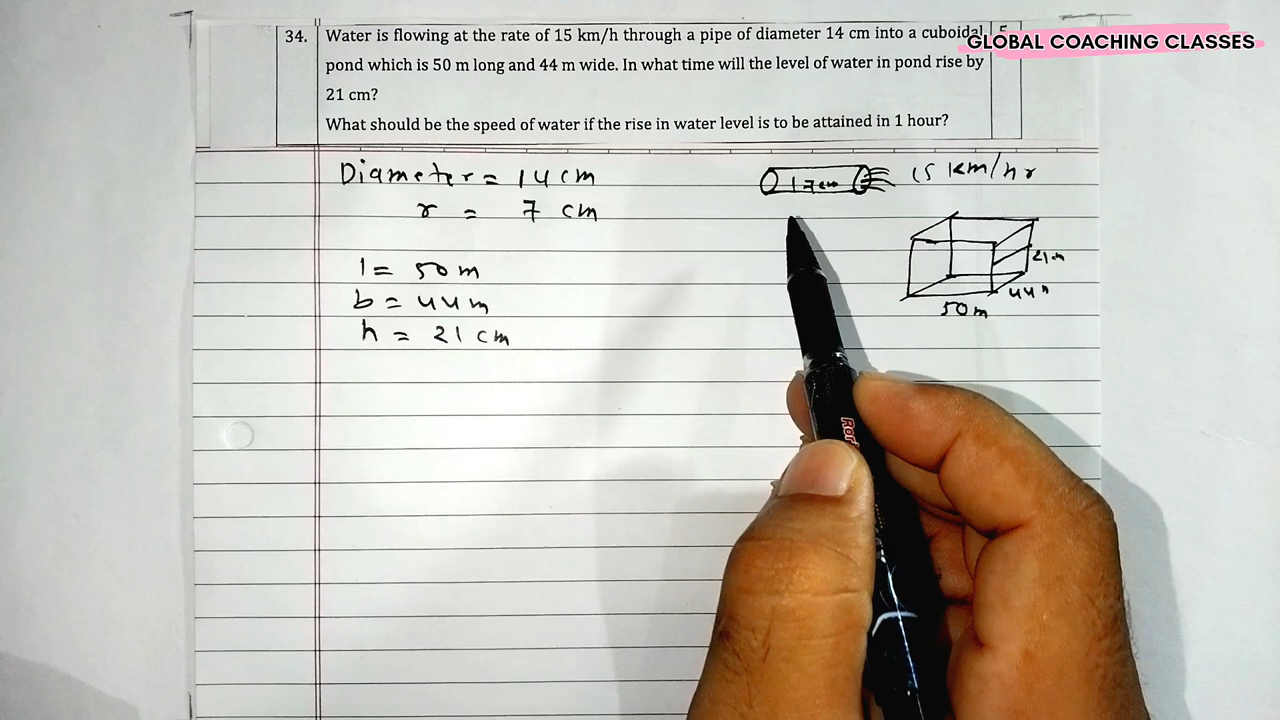 34. Water is flowing at the rate of 15 km/h through a pipe of diameter 14 cm into a cuboidal
pond which is 50 m long and 44 m wide. In what time will the level of water in pond rise by
21 cm?
What should be the speed of water if the rise in water level is to be attained in 1 hour?
GLOBAL COACHING CLASSES
Diameter = 14 cm
r = 7 cm
15 km/hr
l = 50 m
b = 44 m
h = 21 cm
50 m